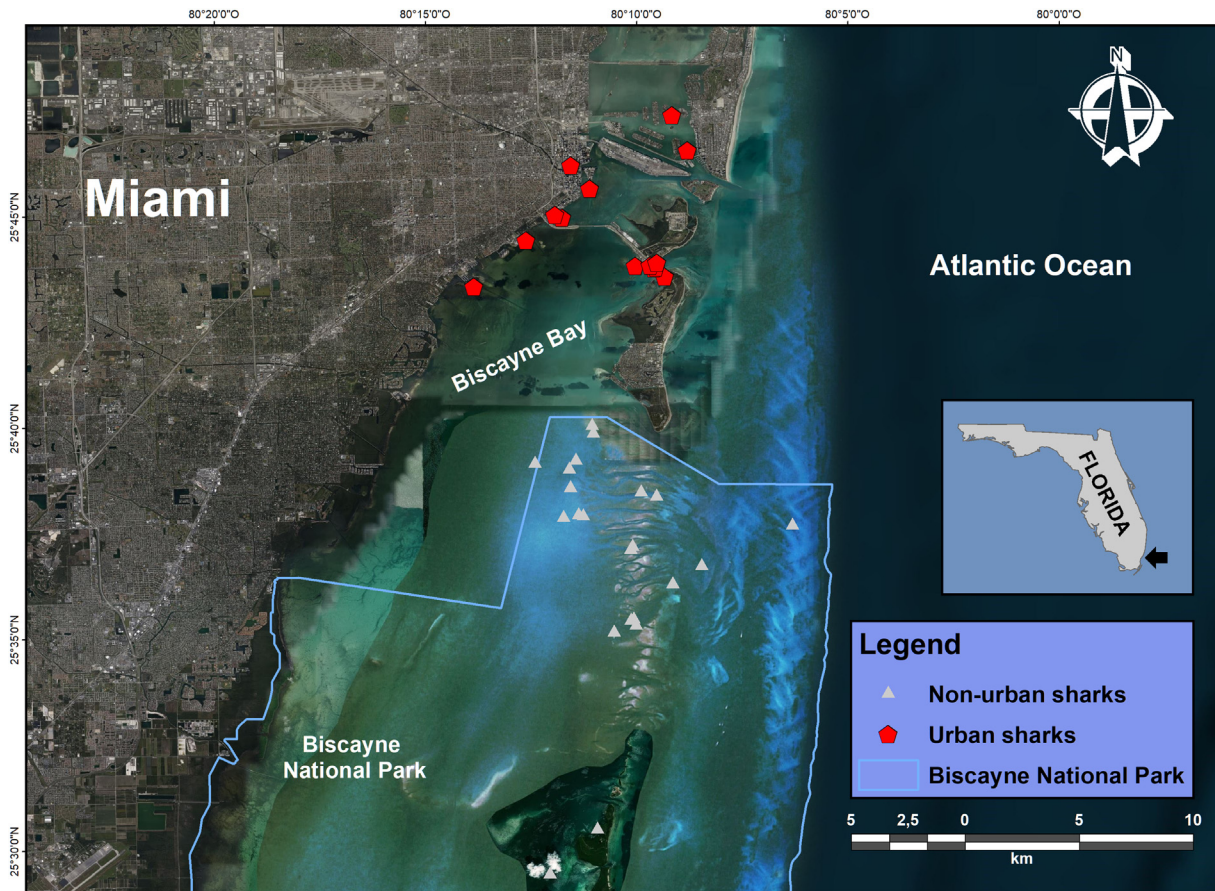 80°20'0"O 80°15'0"O 80°10'0"O 80°5'0"O 80°0'0"O
N
25°45'0"N
Miami
Atlantic Ocean
Biscayne Bay
25°40'0"N
FLORIDA
25°35'0"N
Legend
Non-urban sharks
Urban sharks
Biscayne National Park
Biscayne
National Park
5 2,5 0 5 10
km
25°30'0"N